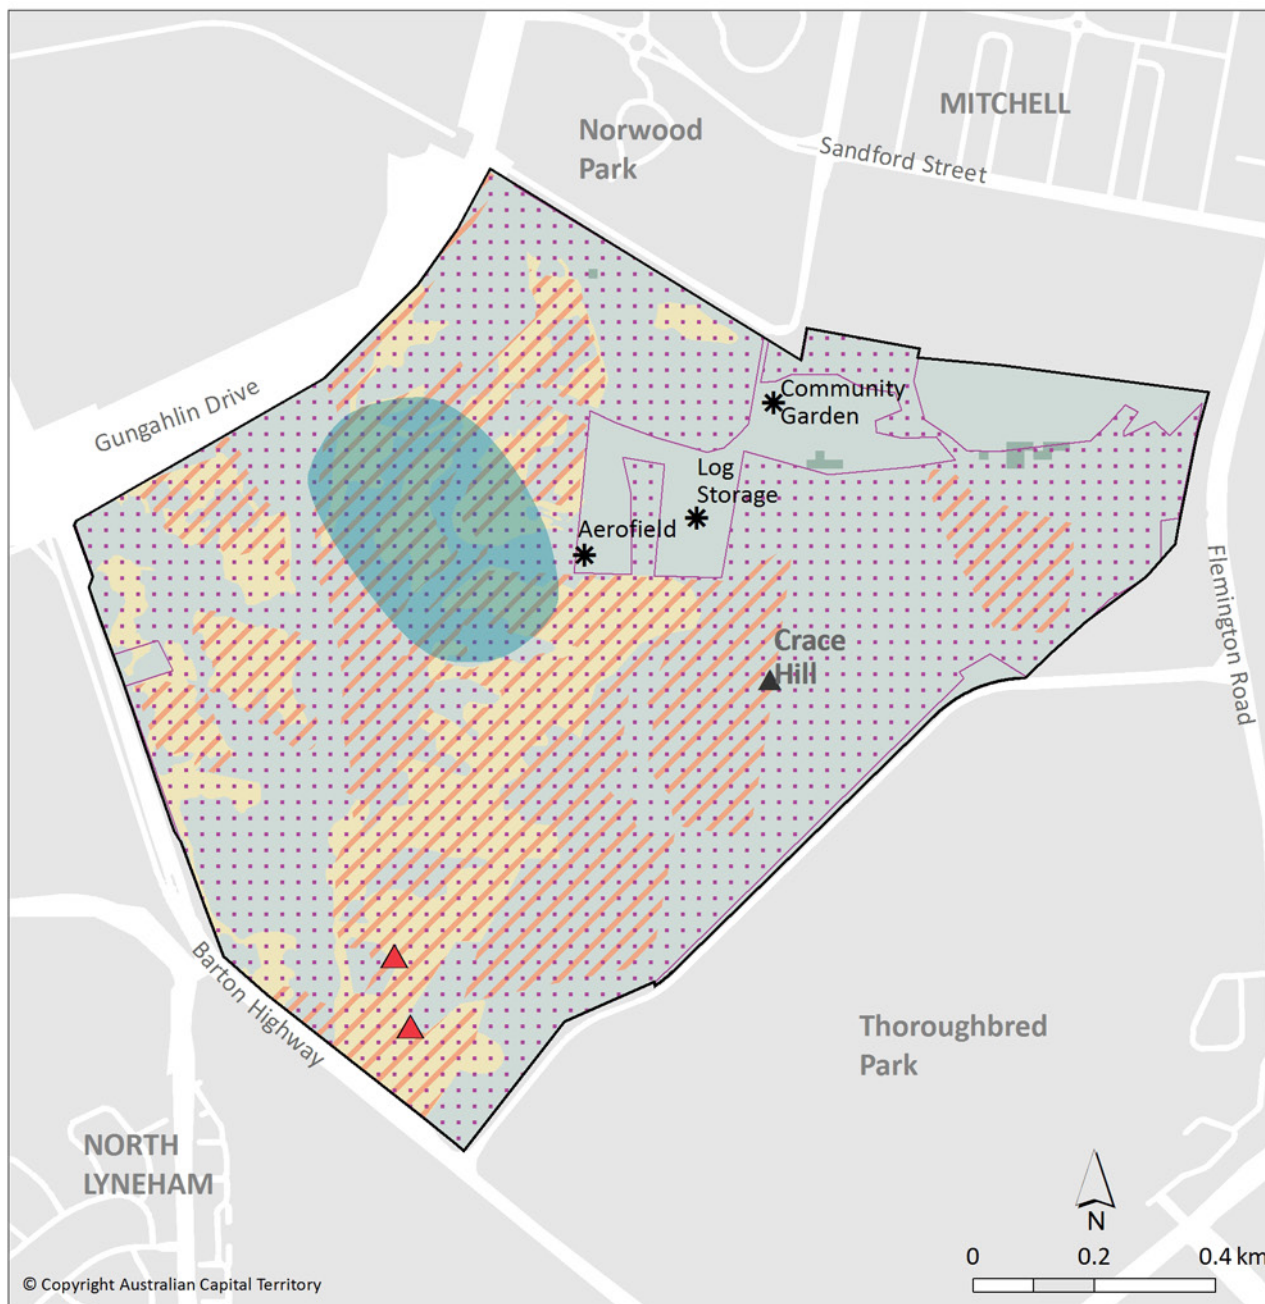 MITCHELL
Norwood
Park
Sandford Street
Gungahlin Drive
Community
Garden
Log
Storage
Aerofield
Flemington Road
Crace
Hill
Barton Highway
Thoroughbred
Park
NORTH
LYNEHAM
N
0 0.2 0.4 km
© Copyright Australian Capital Territory